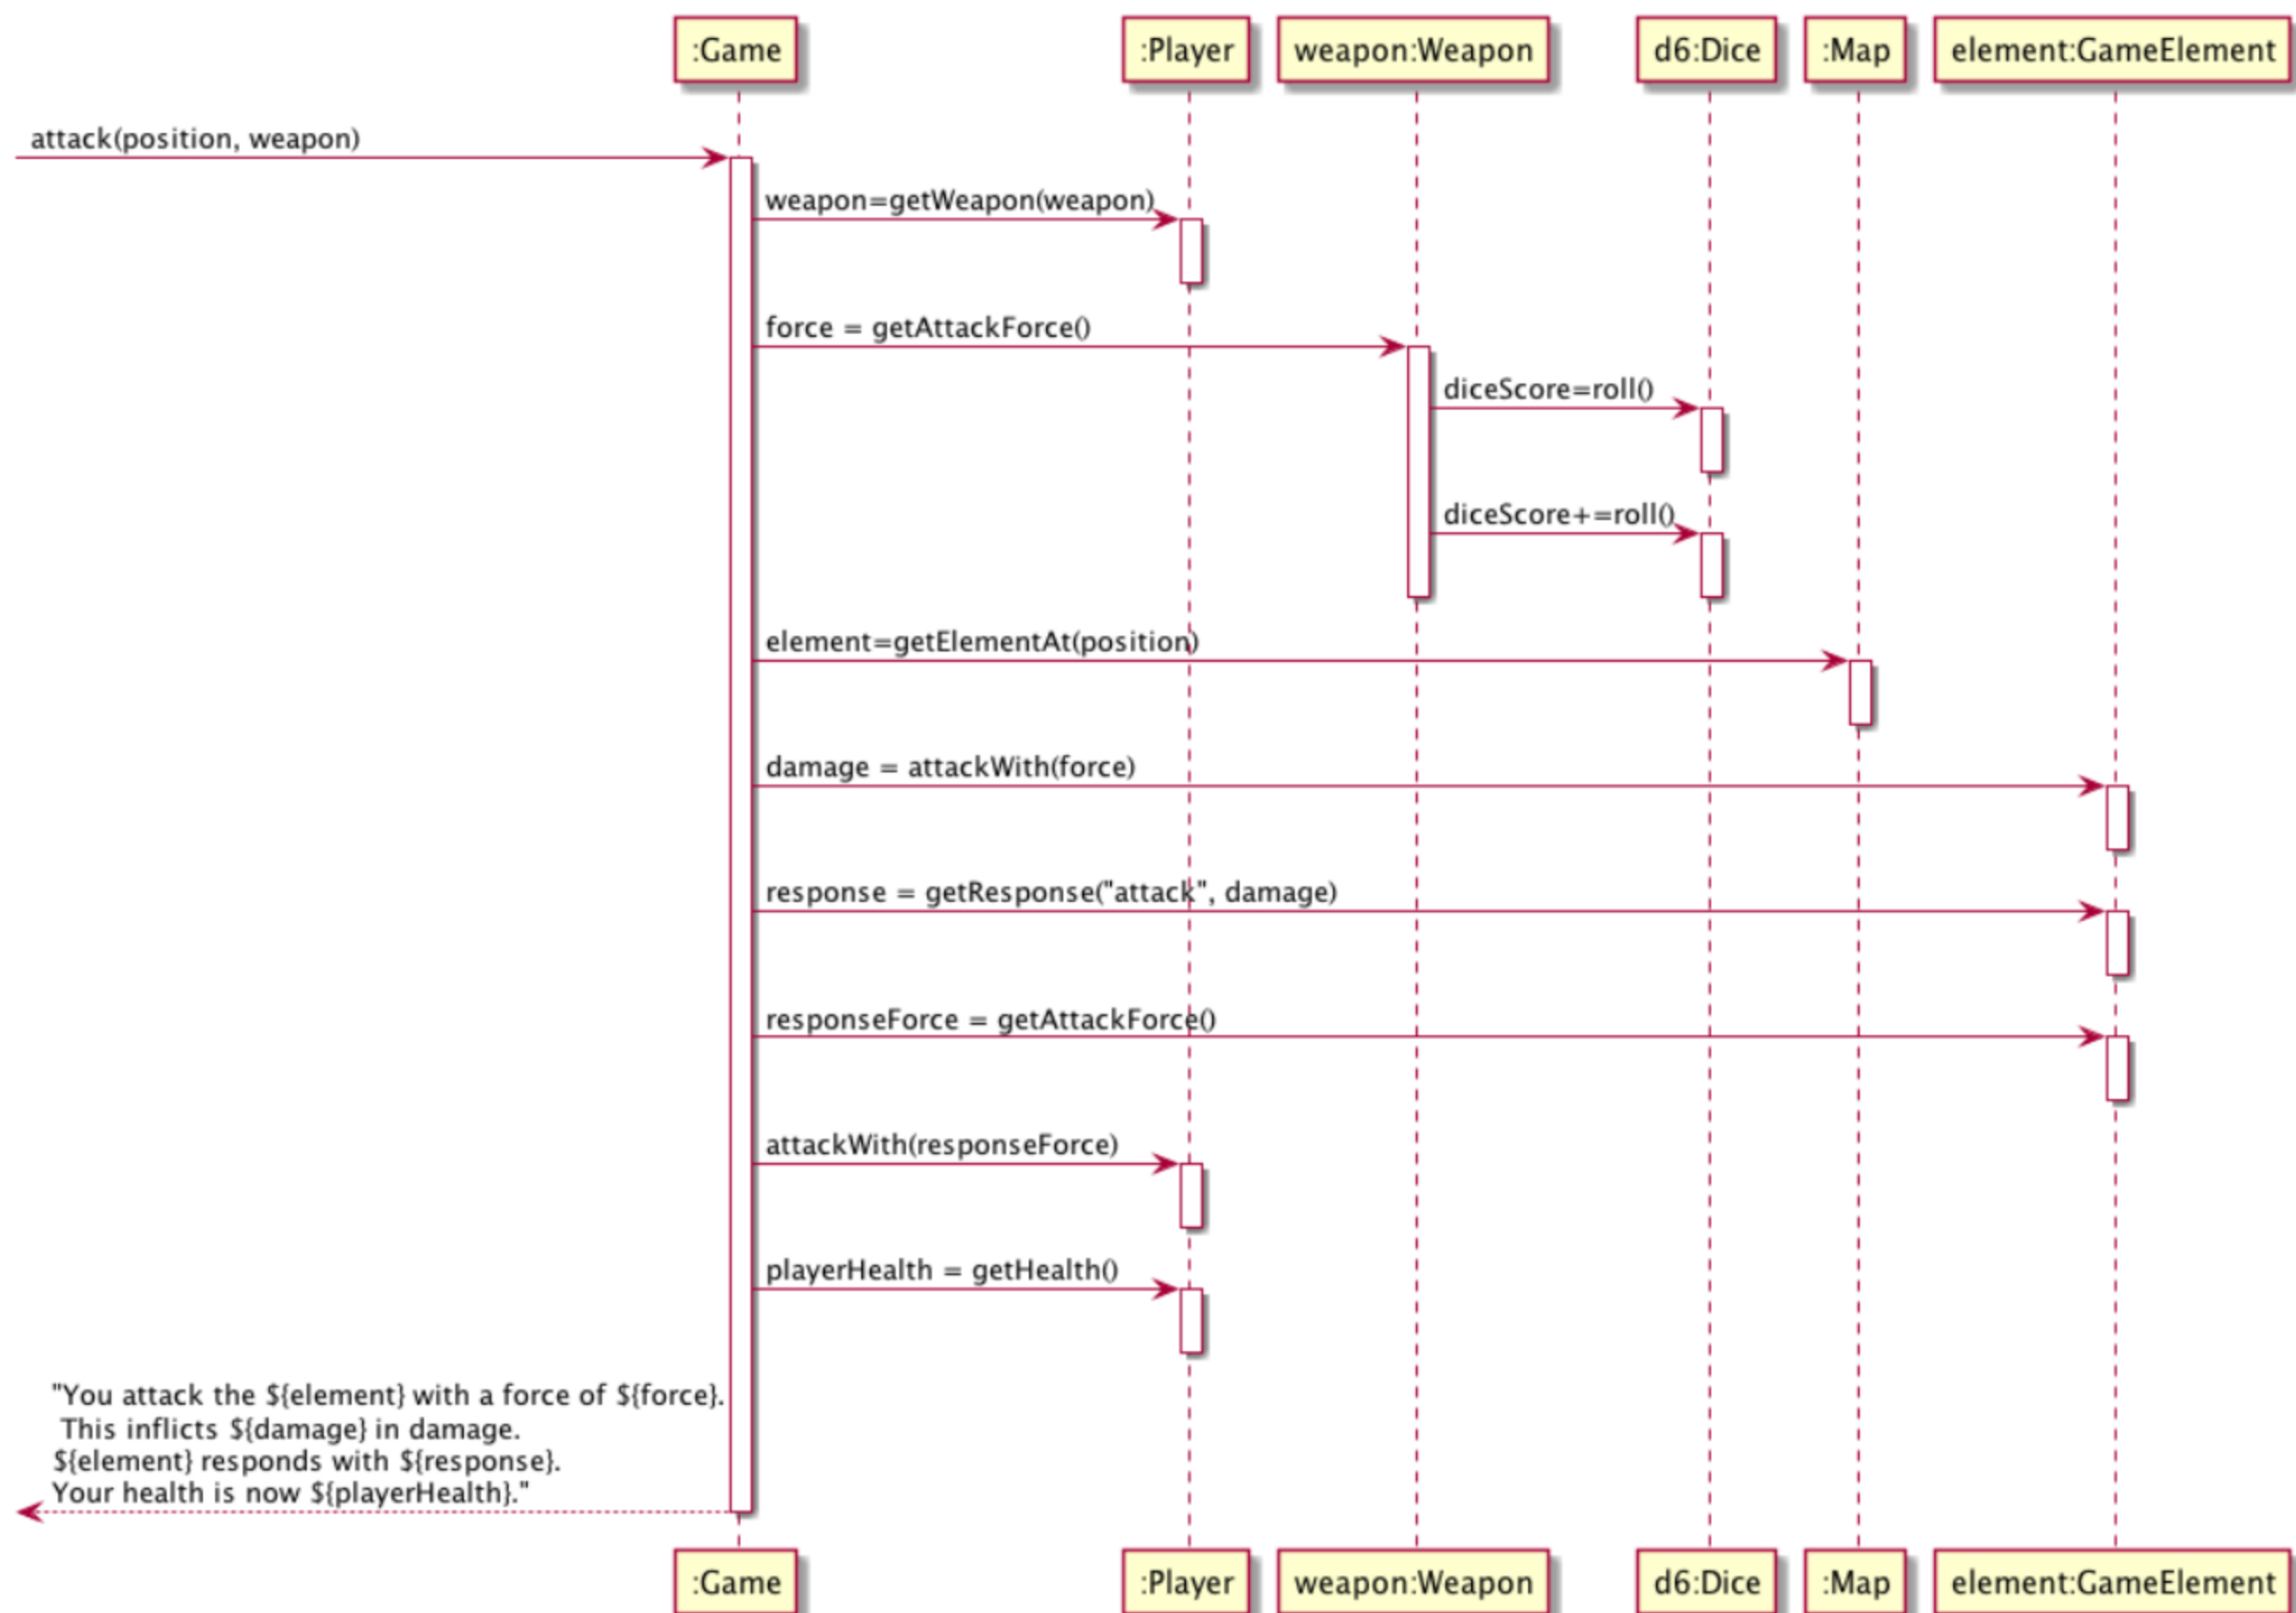 :Game
:Player
weapon:Weapon
d6:Dice
:Map
element:GameElement
attack(position, weapon)
weapon=getWeapon(weapon)
force = getAttackForce()
diceScore=roll()
diceScore+=roll()
element=getElementAt(position)
damage = attackWith(force)
response = getResponse("attack", damage)
responseForce = getAttackForce()
attackWith(responseForce)
playerHealth = getHealth()
"You attack the ${element} with a force of ${force}.
This inflicts ${damage} in damage.
${element} responds with ${response}.
Your health is now ${playerHealth}."
:Game
:Player
weapon:Weapon
d6:Dice
:Map
element:GameElement